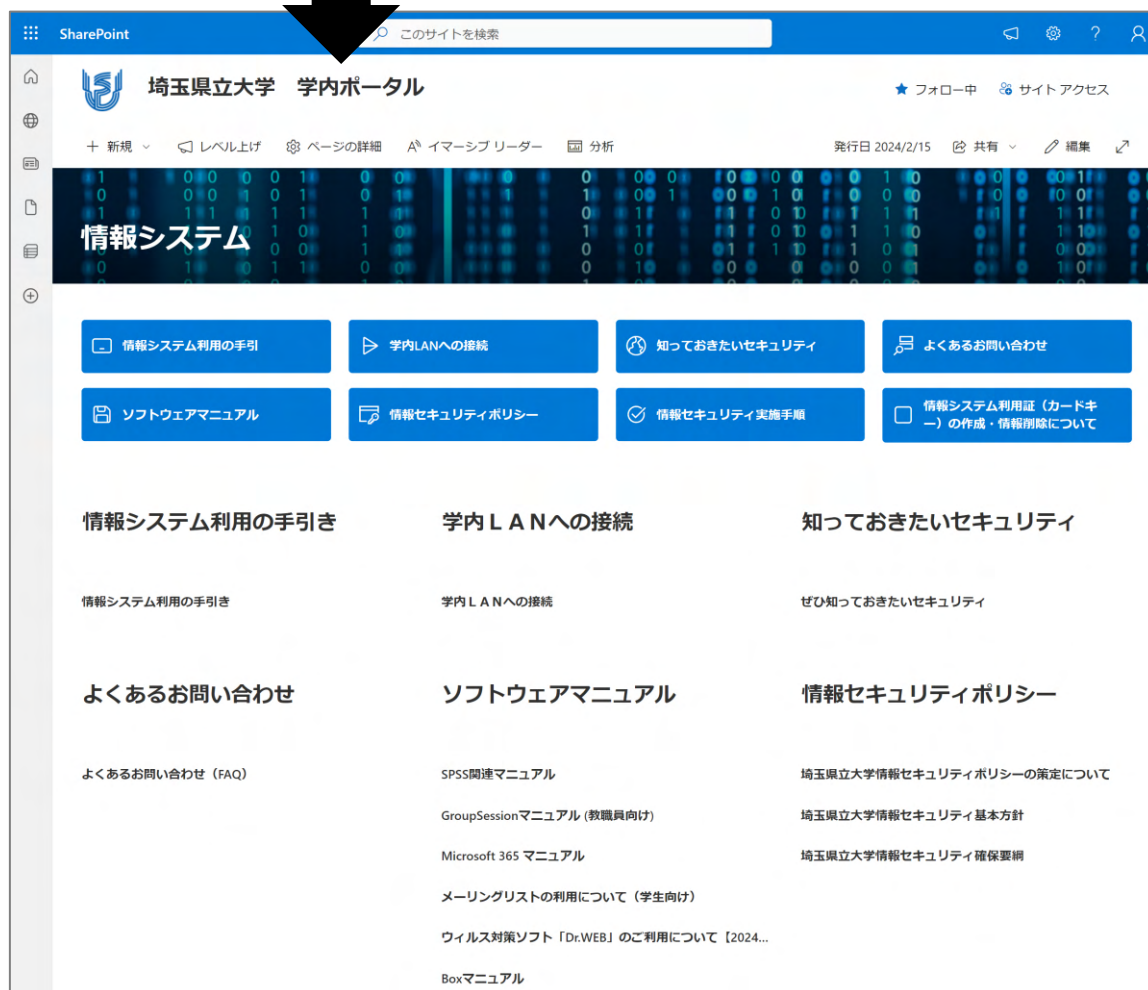 SharePoint
このサイトを検索
埼玉県立大学 学内ポータル
フォロー中 サイト アクセス
新規 レベル上げ ページの詳細 イマーシブ リーダー 分析 発行日 2024/2/15 共有 編集
情報システム
情報システム利用の手引 学内LANへの接続 知っておきたいセキュリティ よくあるお問い合わせ
ソフトウェアマニュアル 情報セキュリティポリシー 情報セキュリティ実施手順 情報システム利用証（カードキ
ー）の作成・情報削除について
情報システム利用の手引き 学内ＬＡＮへの接続 知っておきたいセキュリティ
情報システム利用の手引き 学内ＬＡＮへの接続 ぜひ知っておきたいセキュリティ
よくあるお問い合わせ ソフトウェアマニュアル 情報セキュリティポリシー
よくあるお問い合わせ（FAQ） SPSS関連マニュアル 埼玉県立大学情報セキュリティポリシーの策定について
GroupSessionマニュアル (教職員向け) 埼玉県立大学情報セキュリティ基本方針
Microsoft 365 マニュアル 埼玉県立大学情報セキュリティ確保要綱
メーリングリストの利用について（学生向け）
ウィルス対策ソフト「Dr.WEB」のご利用について【2024...
Boxマニュアル